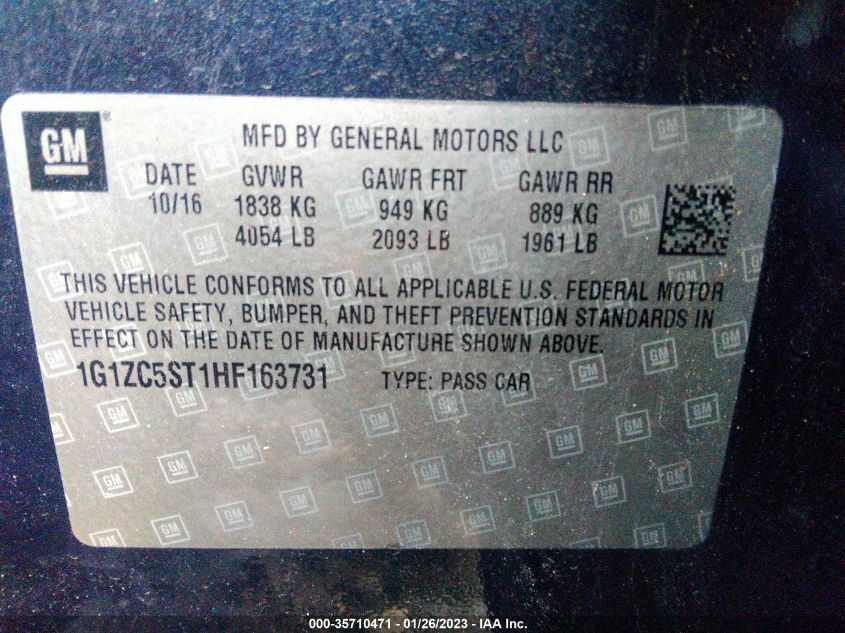 GM
MFD BY GENERAL MOTORS LLC
DATE GVWR GAWR FRT GAWR RR
10/16 1838 KG 949 KG 889 KG
4054 LB 2093 LB 1961 LB
THIS VEHICLE CONFORMS TO ALL APPLICABLE U.S. FEDERAL MOTOR
VEHICLE SAFETY, BUMPER, AND THEFT PREVENTION STANDARDS IN
EFFECT ON THE DATE OF MANUFACTURE SHOWN ABOVE.
1G1ZC5ST1HF163731 TYPE: PASS CAR
000-35710471 - 01/26/2023 - IAA Inc.